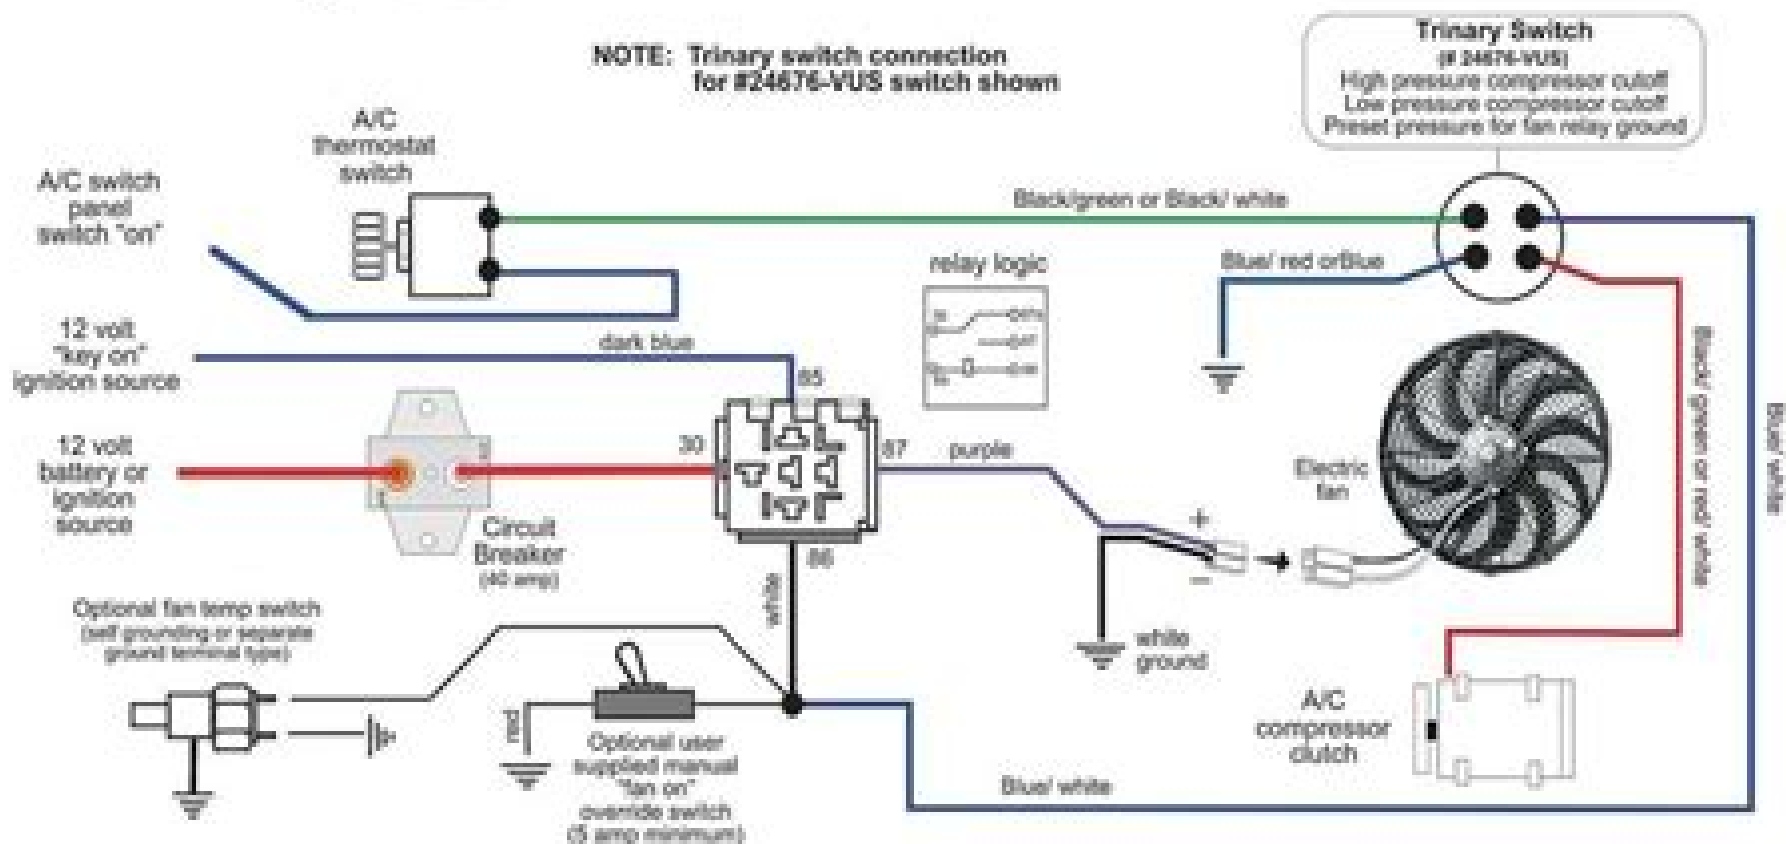 NOTE: Trinary switch connection
for #24676-VUS switch shown
Trinary Switch
(# 24676-VUS)
High pressure compressor cutoff
Low pressure compressor cutoff
Preset pressure for fan relay ground
A/C
thermostat
switch
A/C switch
panel
switch "on"
Black/green or Black/ white
Blue/ red orBlue
relay logic
12 volt
"key on"
ignition source
dark blue
85
30
87
86
purple
12 volt
battery or
ignition
source
Circuit
Breaker
(40 amp)
Electric
fan
+
−
Black/ green or red/ white
Blue/ white
white
white
ground
Optional fan temp switch
(self grounding or separate
ground terminal type)
red
Optional user
supplied manual
"fan on"
override switch
(5 amp minimum)
A/C
compressor
clutch
Blue/ white